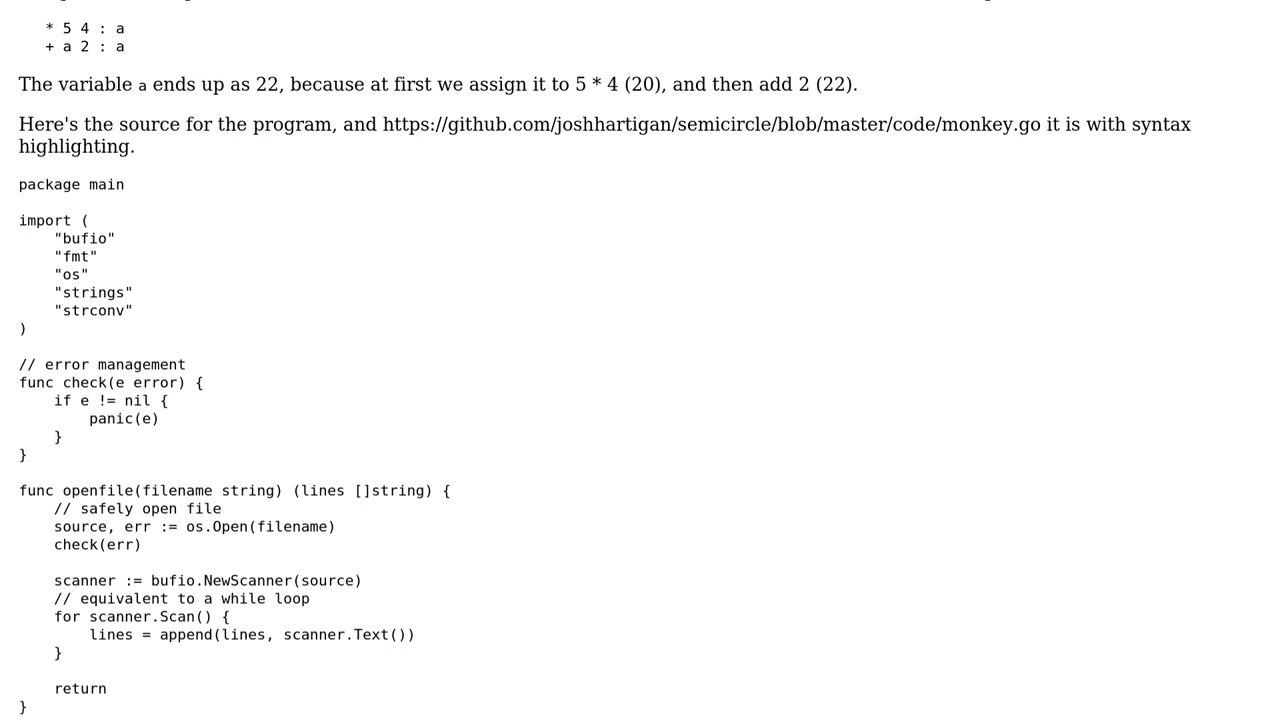 * 5 4 : a
+ a 2 : a
The variable a ends up as 22, because at first we assign it to 5 * 4 (20), and then add 2 (22).
Here's the source for the program, and https://github.com/joshhartigan/semicircle/blob/master/code/monkey.go it is with syntax
highlighting.
package main
import (
    "bufio"
    "fmt"
    "os"
    "strings"
    "strconv"
)
// error management
func check(e error) {
    if e != nil {
        panic(e)
    }
}
func openfile(filename string) (lines []string) {
    // safely open file
    source, err := os.Open(filename)
    check(err)
    scanner := bufio.NewScanner(source)
    // equivalent to a while loop
    for scanner.Scan() {
        lines = append(lines, scanner.Text())
    }
    return
}